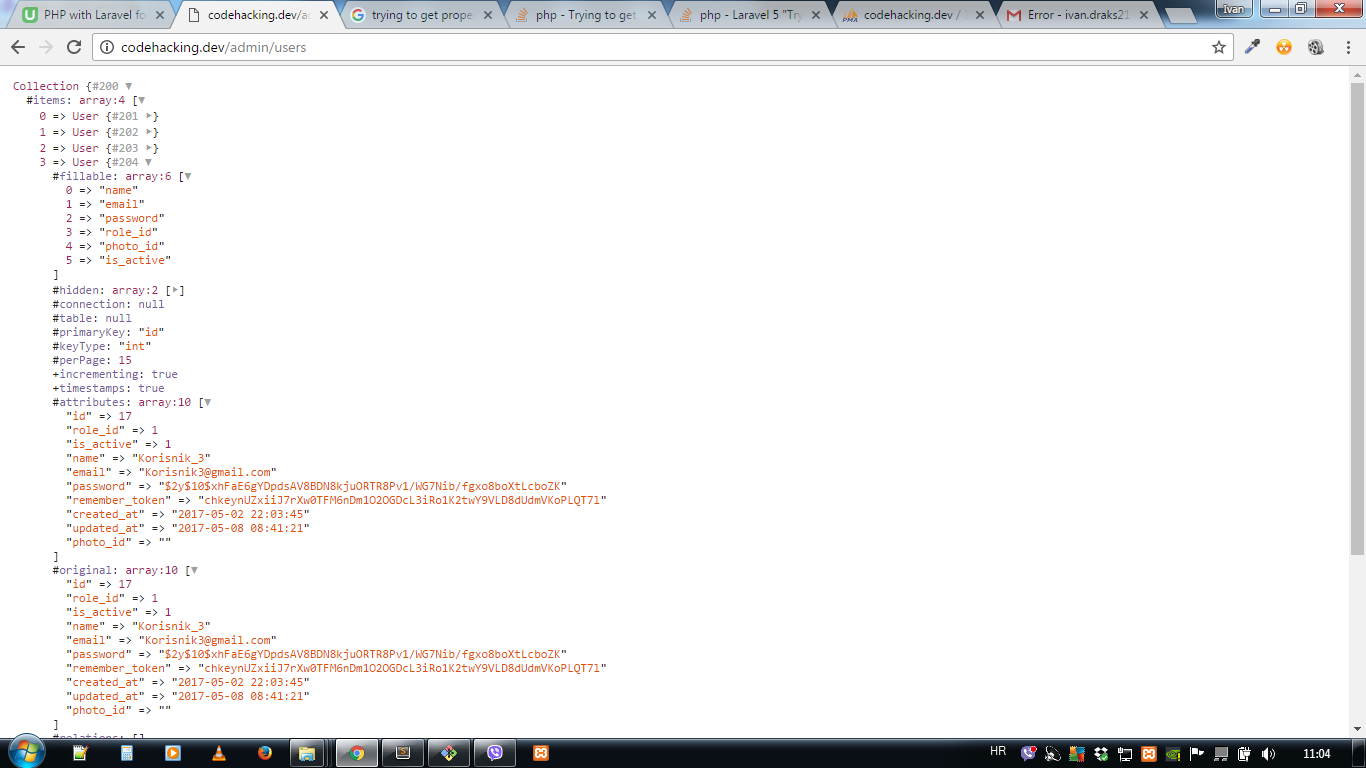 PHP with Laravel fo
codehacking.dev/ad
trying to get prope
php - Trying to get
php - Laravel 5 "Try
codehacking.dev /
Error - ivan.draks21
Ivan
codehacking.dev/admin/users
Collection {#200 ▼
#items: array:4 [▼
0 => User {#201 ▶}
1 => User {#202 ▶}
2 => User {#203 ▶}
3 => User {#204 ▼
#fillable: array:6 [▼
0 => "name"
1 => "email"
2 => "password"
3 => "role_id"
4 => "photo_id"
5 => "is_active"
]
#hidden: array:2 [▶]
#connection: null
#table: null
#primaryKey: "id"
#keyType: "int"
#perPage: 15
+incrementing: true
+timestamps: true
#attributes: array:10 [▼
"id" => 17
"role_id" => 1
"is_active" => 1
"name" => "Korisnik_3"
"email" => "Korisnik3@gmail.com"
"password" => "$2y$10$xhFaE6gYDpdsAV8BDN8kjuORTR8Pv1/WG7Nib/fgxo8boXtLcboZK"
"remember_token" => "chkeynUZxiiJ7rXw0TFM6nDm1O2OGDcL3iRo1K2twY9VLD8dUdmVKoPLQT7l"
"created_at" => "2017-05-02 22:03:45"
"updated_at" => "2017-05-08 08:41:21"
"photo_id" => ""
]
#original: array:10 [▼
"id" => 17
"role_id" => 1
"is_active" => 1
"name" => "Korisnik_3"
"email" => "Korisnik3@gmail.com"
"password" => "$2y$10$xhFaE6gYDpdsAV8BDN8kjuORTR8Pv1/WG7Nib/fgxo8boXtLcboZK"
"remember_token" => "chkeynUZxiiJ7rXw0TFM6nDm1O2OGDcL3iRo1K2twY9VLD8dUdmVKoPLQT7l"
"created_at" => "2017-05-02 22:03:45"
"updated_at" => "2017-05-08 08:41:21"
"photo_id" => ""
]
#relations: []
HR
11:04